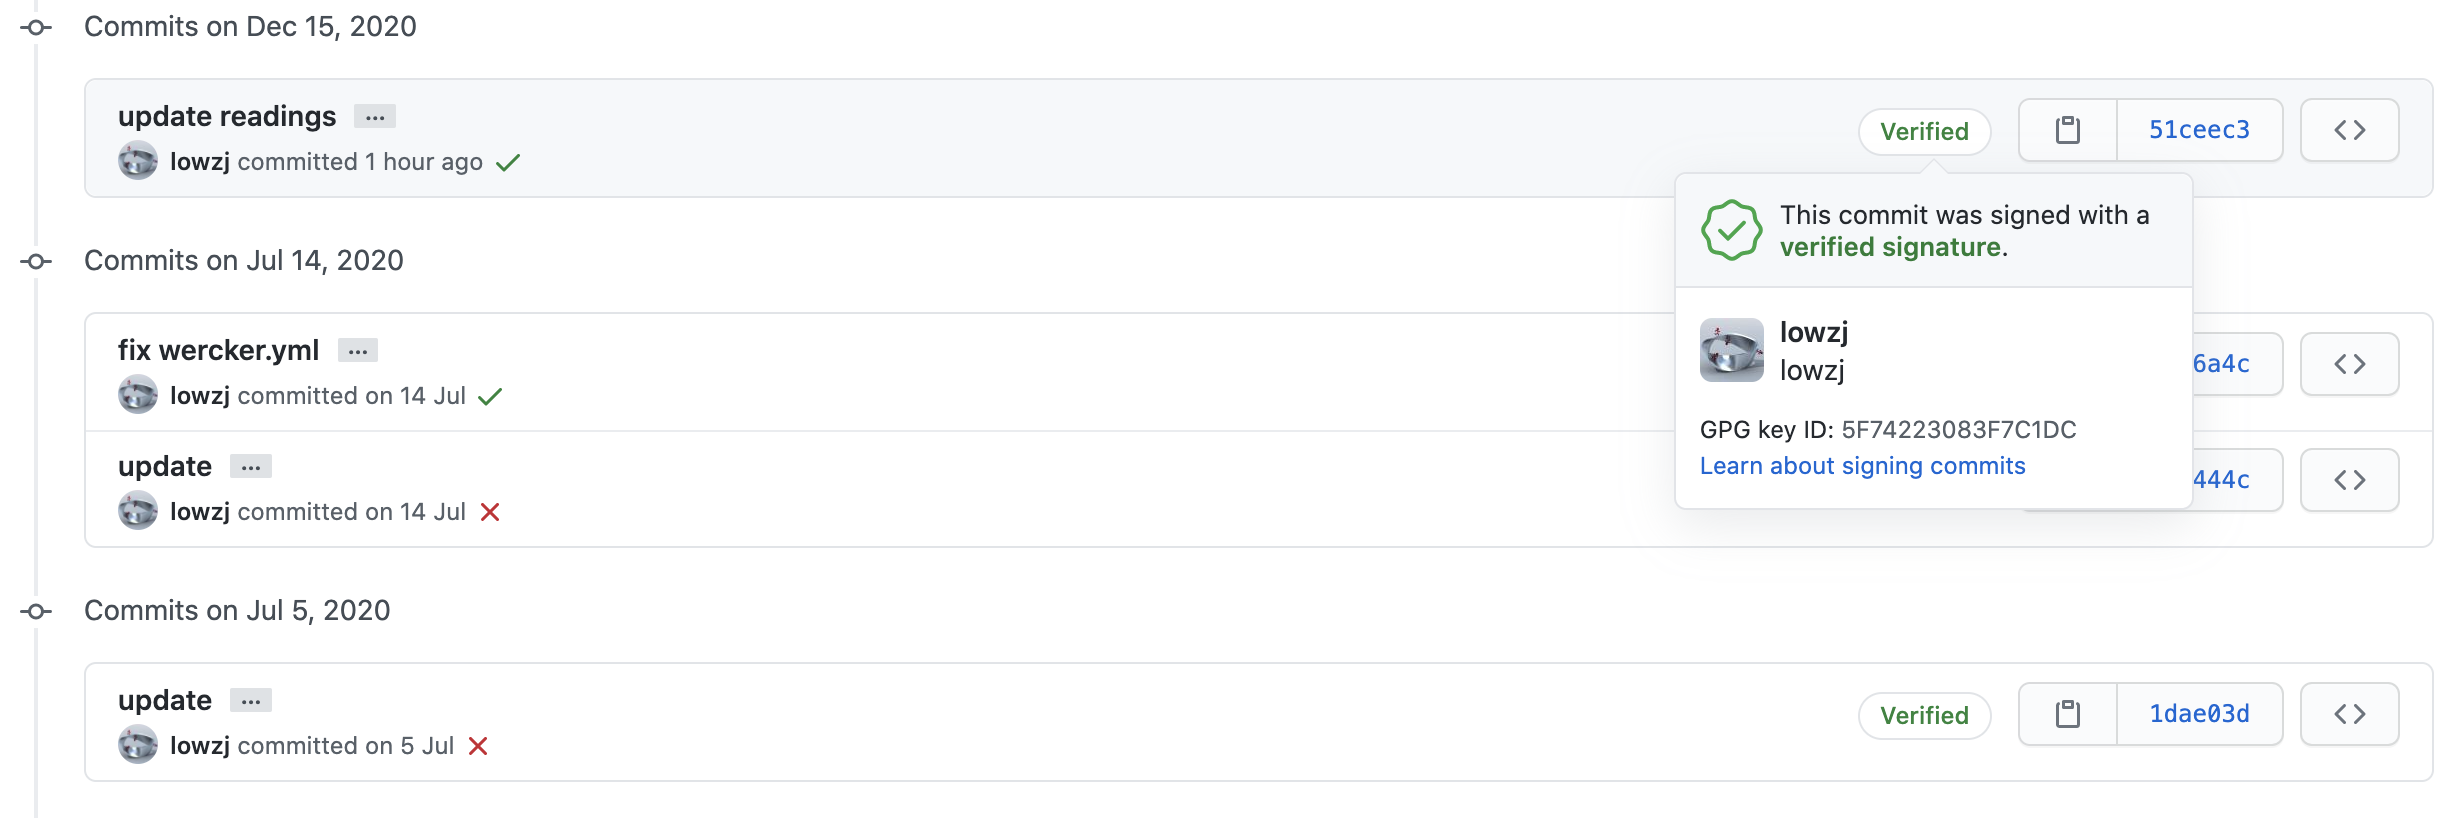 Commits on Dec 15, 2020
update readings ...
lowzj committed 1 hour ago
Verified
51ceec3
This commit was signed with a
verified signature.
lowzj
lowzj
GPG key ID: 5F74223083F7C1DC
Learn about signing commits
Commits on Jul 14, 2020
fix wercker.yml ...
lowzj committed on 14 Jul
6a4c
update ...
lowzj committed on 14 Jul
444c
Commits on Jul 5, 2020
update ...
lowzj committed on 5 Jul
Verified
1dae03d